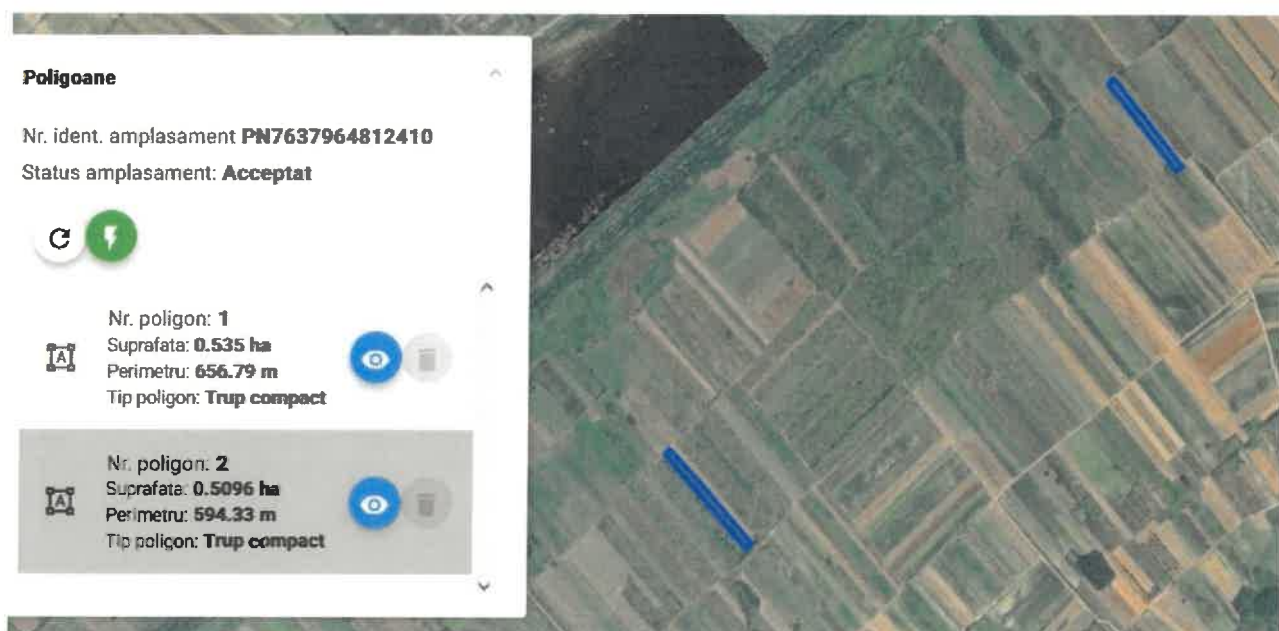 Poligoane
Nr. ident. amplasament PN7637964812410
Status amplasament: Acceptat
Nr. poligon: 1
Suprafata: 0.535 ha
Perimetru: 656.79 m
Tip poligon: Trup compact
Nr. poligon: 2
Suprafata: 0.5096 ha
Perimetru: 594.33 m
Tip poligon: Trup compact